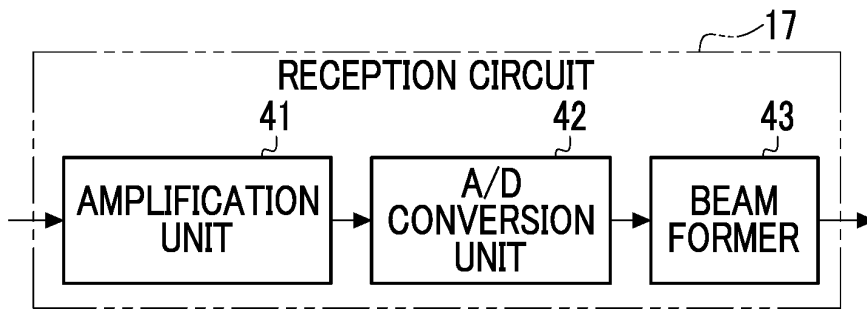 17
RECEPTION CIRCUIT
41
42
43
AMPLIFICATION
UNIT
A/D
CONVERSION
UNIT
BEAM
FORMER